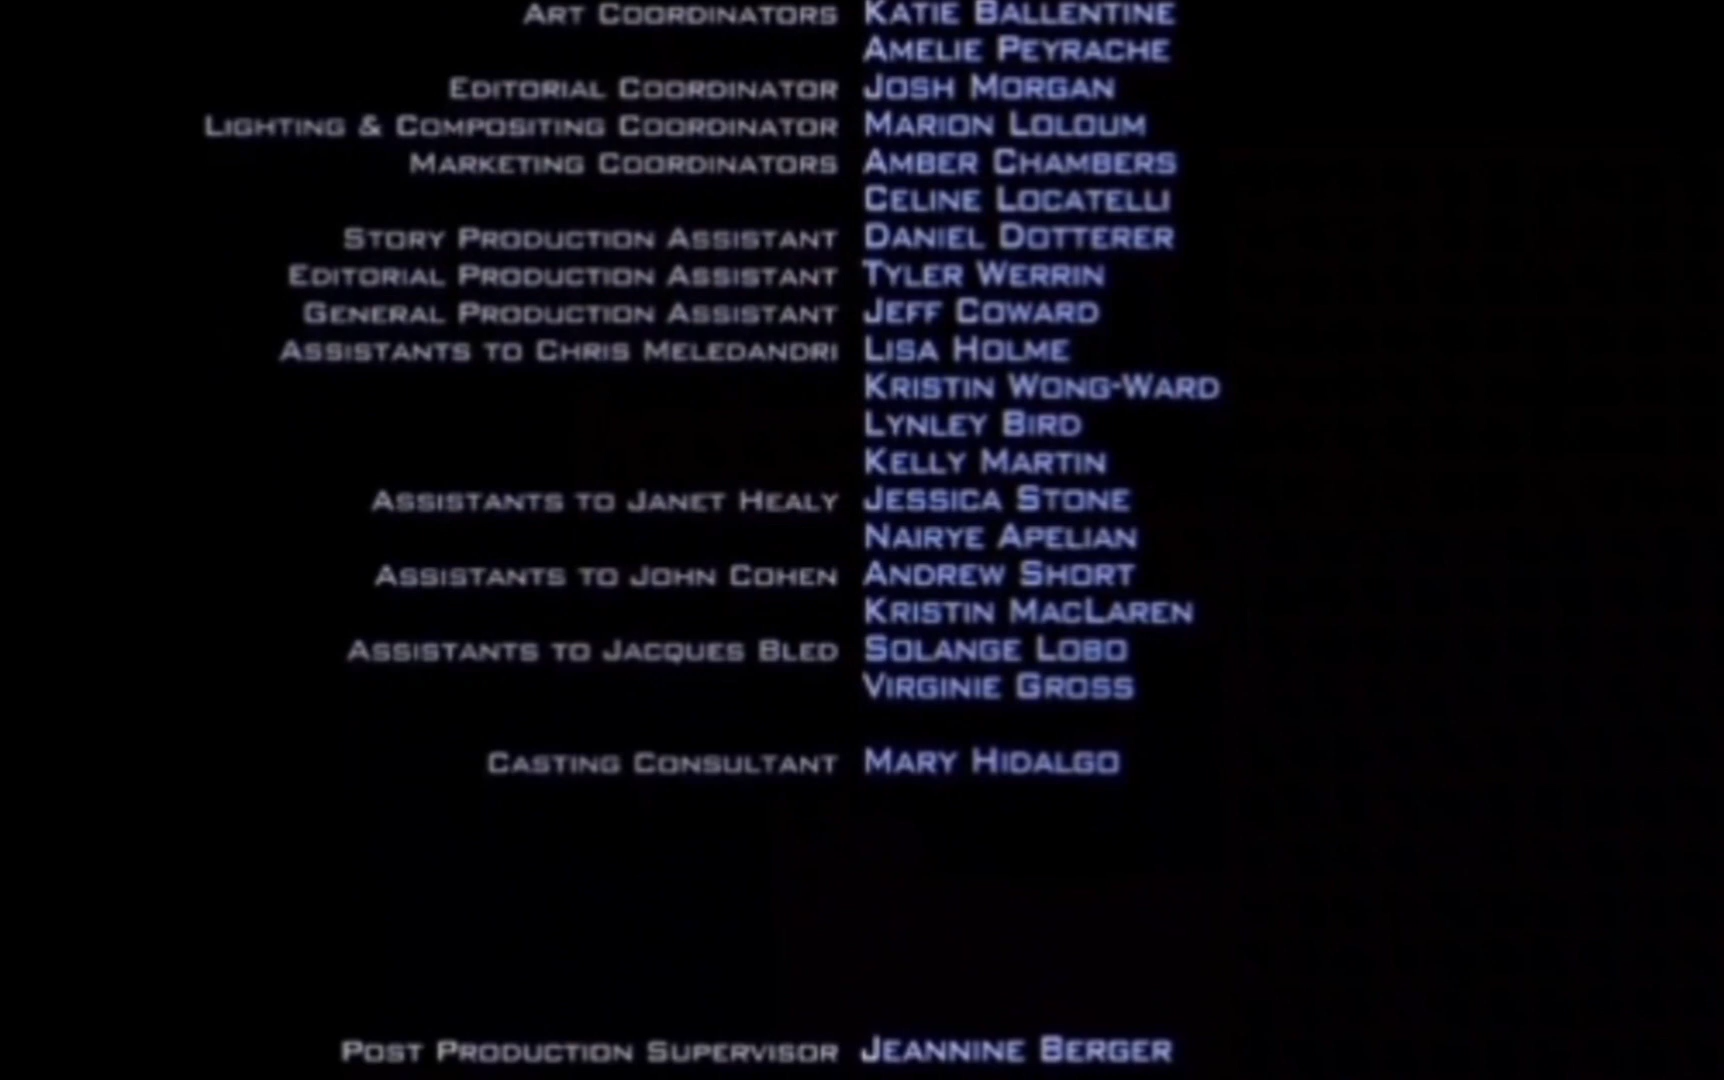 ART COORDINATORS KATIE BALLENTINE
AMELIE PEYRACHE
EDITORIAL COORDINATOR JOSH MORGAN
LIGHTING & COMPOSITING COORDINATOR MARION LOLOUM
MARKETING COORDINATORS AMBER CHAMBERS
CELINE LOCATELLI
STORY PRODUCTION ASSISTANT DANIEL DOTTERER
EDITORIAL PRODUCTION ASSISTANT TYLER WERRIN
GENERAL PRODUCTION ASSISTANT JEFF COWARD
ASSISTANTS TO CHRIS MELEDANDRI LISA HOLME
KRISTIN WONG-WARD
LYNLEY BIRD
KELLY MARTIN
ASSISTANTS TO JANET HEALY JESSICA STONE
NAIRYE APELIAN
ASSISTANTS TO JOHN COHEN ANDREW SHORT
KRISTIN MACLAREN
ASSISTANTS TO JACQUES BLED SOLANGE LOBO
VIRGINIE GROSS
CASTING CONSULTANT MARY HIDALGO
POST PRODUCTION SUPERVISOR JEANNINE BERGER